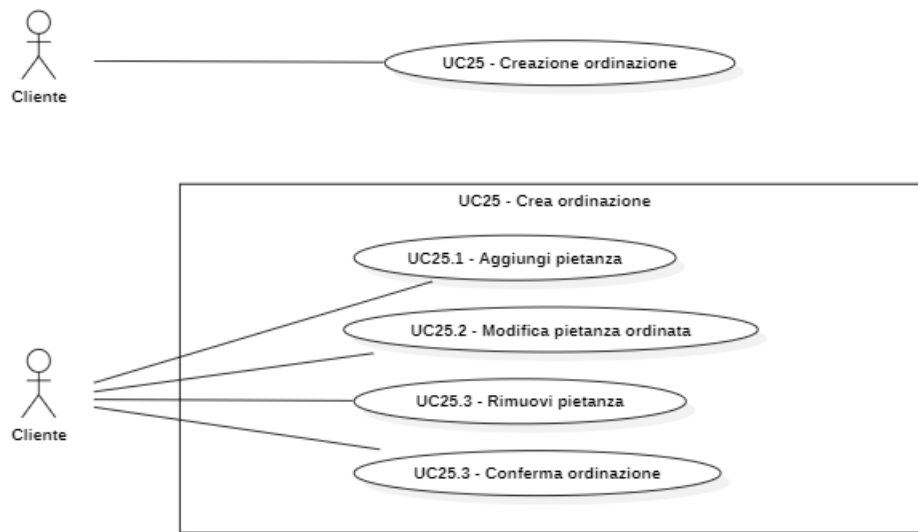 UC25 - Creazione ordinazione
Cliente
UC25 - Crea ordinazione
UC25.1 - Aggiungi pietanza
UC25.2 - Modifica pietanza ordinata
UC25.3 - Rimuovi pietanza
Cliente
UC25.3 - Conferma ordinazione